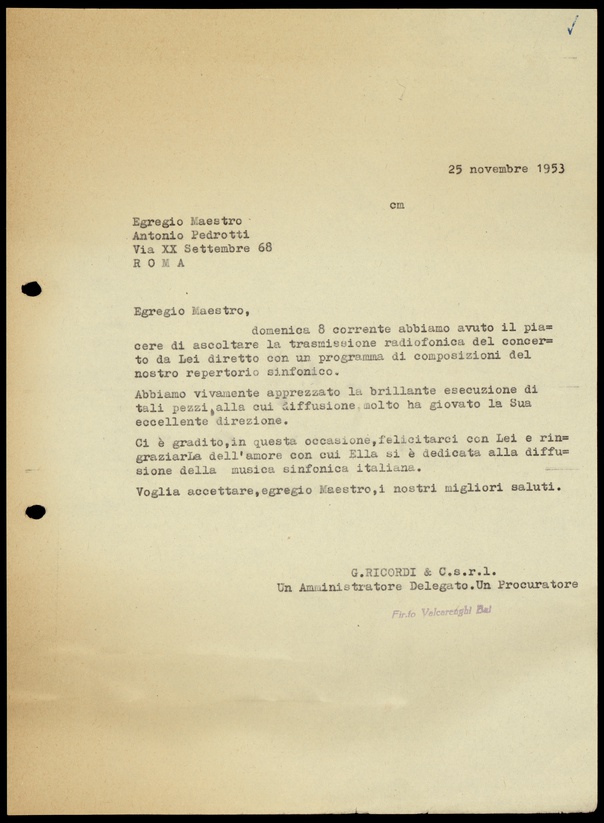 25 novembre 1953
cm
Egregio Maestro
Antonio Pedrotti
Via XX Settembre 68
R O M A
Egregio Maestro,
domenica 8 corrente abbiamo avuto il pia=
cere di ascoltare la trasmissione radiofonica del concer=
to da Lei diretto con un programma di composizioni del
nostro repertorio sinfonico.
Abbiamo vivamente apprezzato la brillante esecuzione di
tali pezzi,alla cui diffusione molto ha giovato la Sua
eccellente direzione.
Ci è gradito,in questa occasione,felicitarci con Lei e rin=
graziarLa dell'amore con cui Ella si è dedicata alla diffu=
sione della musica sinfonica italiana.
Voglia accettare,egregio Maestro,i nostri migliori saluti.
G.RICORDI & C.s.r.l.
Un Amministratore Delegato.Un Procuratore
Fir.to Valcarenghi Bai